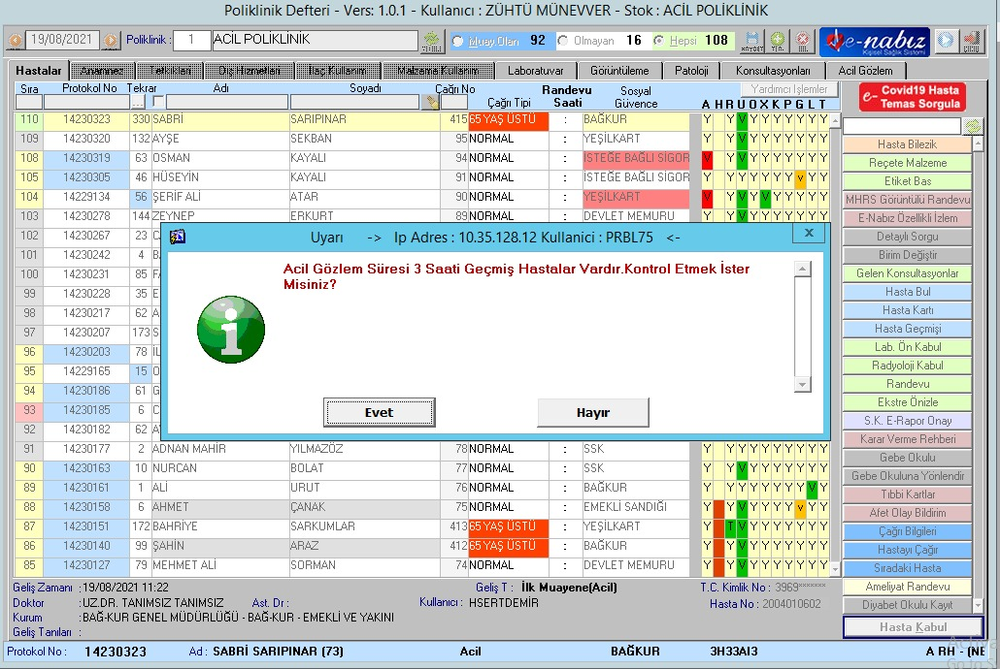 Poliklinik Defteri - Vers: 1.0.1 - Kullanıcı : ZÜHTÜ MÜNEVVER - Stok : ACİL POLİKLİNİK
19/08/2021 Poliklinik : 1 ACİL POLİKLİNİK Muay.Olan 92 Olmayan 16 Hepsi 108 e-nabız
Kişisel Sağlık Sistemi
Hastalar Anamnez Tetkikleri Diş Hizmetleri İlaç Kullanım Malzeme Kullanım Laboratuvar Görüntüleme Patoloji Konsultasyonları Acil Gözlem
Sıra Protokol No Tekrar Adı Soyadı Çağrı No Çağrı Tipi Randevu Saati Sosyal Güvence Yardımcı İşlemler
A H R U O X K P G L T
e- Covid19 Hasta
Temas Sorgula
110 14230323 330 SABRİ SARIPINAR 415 65 YAŞ ÜSTÜ : BAĞKUR
109 14230320 132 AYŞE SEKBAN 95 NORMAL : YEŞİLKART
108 14230319 63 OSMAN KAYALI 94 NORMAL : İSTEĞE BAĞLI SİGOR
105 14230305 46 HÜSEYİN KAYALI 91 NORMAL : İSTEĞE BAĞLI SİGOR
104 14229134 56 ŞERİF ALİ ATAR 90 NORMAL : YEŞİLKART
103 14230278 144 ZEYNEP ERKURT 89 NORMAL : DEVLET MEMURU
102 14230267 23
101 14230242 4
100 14230231 85
99 14230228 35
98 14230217 62
97 14230207 173
96 14230203 78
95 14229165 15
94 14230186 61
93 14230185 6
92 14230182 62
91 14230177 2 ADNAN MAHİR YILMAZÖZ 78 NORMAL : SSK
90 14230163 10 NURCAN BOLAT 77 NORMAL : SSK
89 14230161 1 ALİ URUT 76 NORMAL : BAĞKUR
88 14230158 6 AHMET ÇANAK 75 NORMAL : EMEKLİ SANDIĞI
87 14230151 172 BAHRİYE SARKUMLAR 413 65 YAŞ ÜSTÜ : YEŞİLKART
86 14230140 99 ŞAHİN ARAZ 412 65 YAŞ ÜSTÜ : BAĞKUR
85 14230127 79 MEHMET ALİ SORMAN 74 NORMAL : DEVLET MEMURU
Uyarı -> Ip Adres : 10.35.128.12 Kullanici : PRBL75 <- x
Acil Gözlem Süresi 3 Saati Geçmiş Hastalar Vardır.Kontrol Etmek İster
Misiniz?
Evet Hayır
Hasta Bilezik
Reçete Malzeme
Etiket Bas
MHRS Görüntülü Randevu
E-Nabız Özellikli İzlem
Detaylı Sorgu
Birim Değiştir
Gelen Konsultasyonlar
Hasta Bul
Hasta Kartı
Hasta Geçmişi
Lab. Ön Kabul
Radyoloji Kabul
Randevu
Ekstre Önizle
S.K. E-Rapor Onay
Karar Verme Rehberi
Gebe Okulu
Gebe Okuluna Yönlendir
Tıbbi Kartlar
Afet Olay Bildirim
Çağrı Bilgileri
Hastayı Çağır
Sıradaki Hasta
Ameliyat Randevu
Diyabet Okulu Kayıt
Hasta Kabul
Geliş Zamanı : 19/08/2021 11:22 Geliş T : İlk Muayene(Acil) T.C. Kimlik No : 3969*******
Doktor : UZ.DR. TANIMSIZ TANIMSIZ Ast. Dr : Kullanıcı : HSERTDEMİR Hasta No : 2004010602
Kurum : BAĞ-KUR GENEL MÜDÜRLÜĞÜ - BAĞ-KUR - EMEKLİ VE YAKINI
Geliş Tanıları :
Protokol No : 14230323 Ad : SABRİ SARIPINAR (73) Acil BAĞKUR 3H33AI3 A RH - (NE